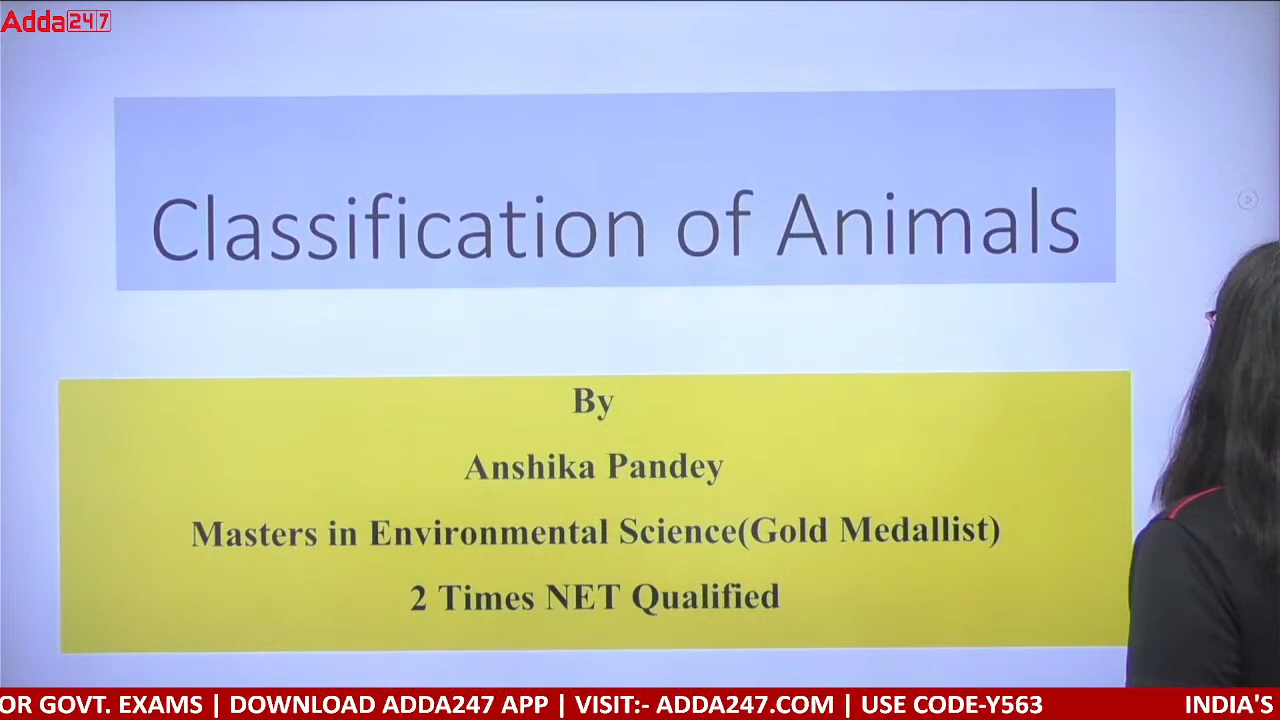 Adda247
Classification of Animals
By
Anshika Pandey
Masters in Environmental Science(Gold Medallist)
2 Times NET Qualified
OR GOVT. EXAMS | DOWNLOAD ADDA247 APP | VISIT:- ADDA247.COM | USE CODE-Y563 INDIA'S